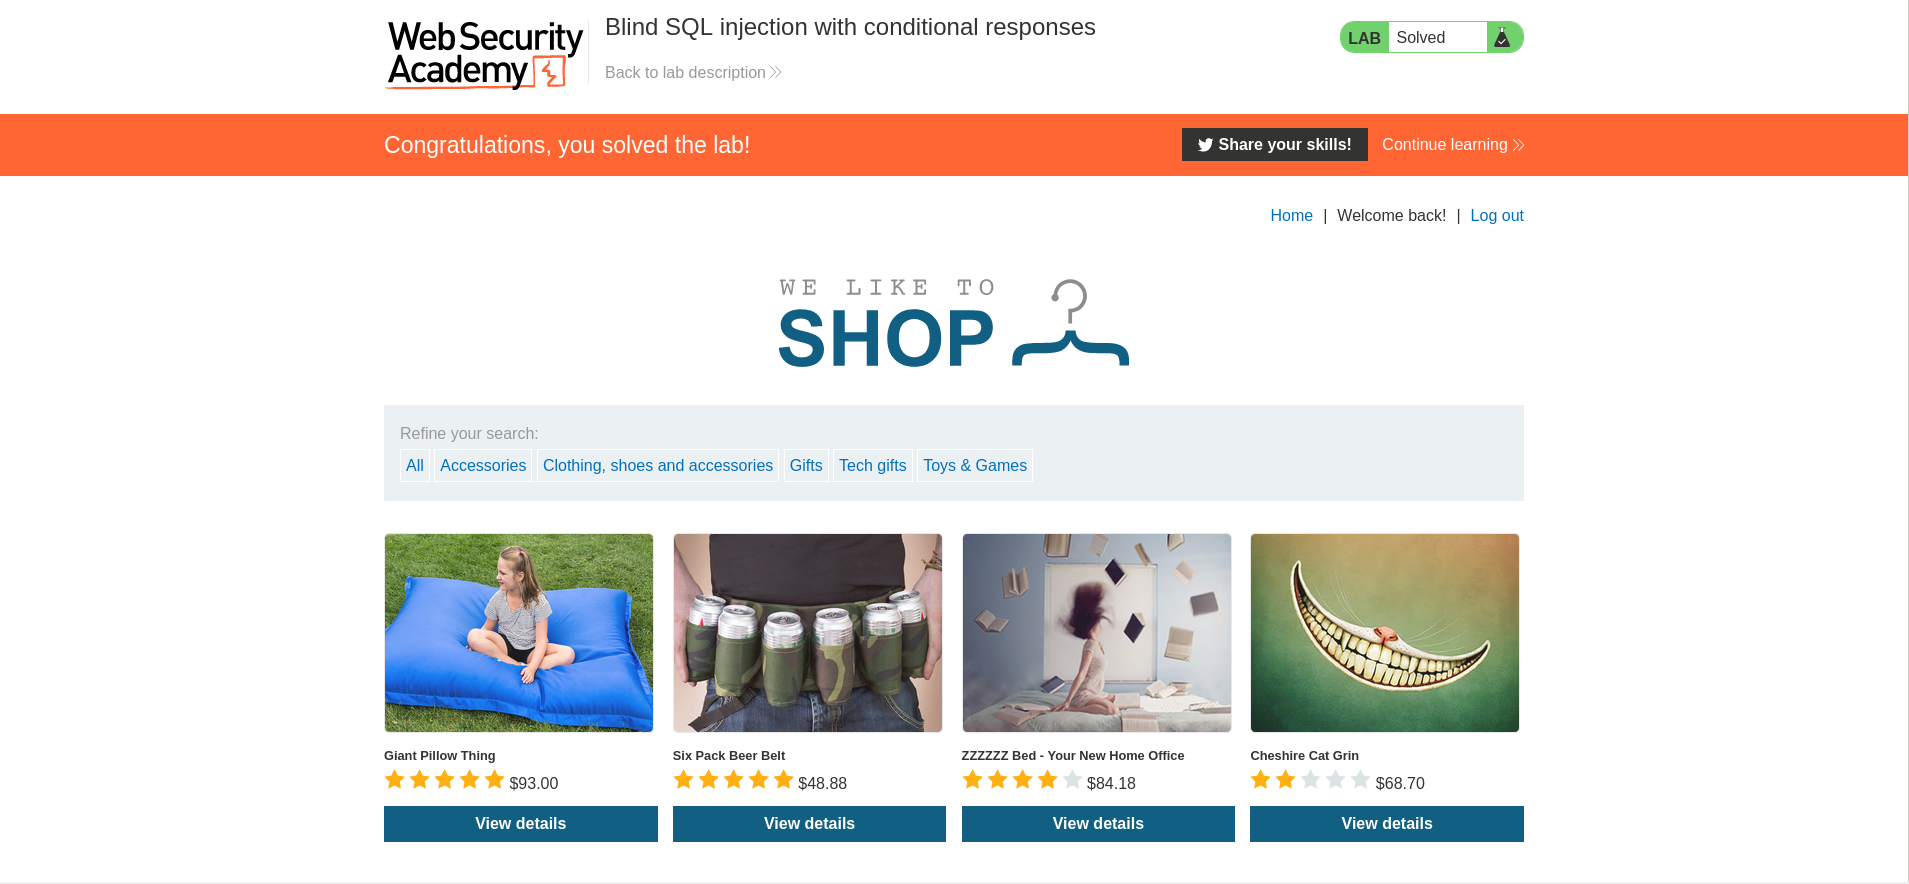 Web Security
Academy
Blind SQL injection with conditional responses
Back to lab description
LAB Solved
Congratulations, you solved the lab!
Share your skills! Continue learning
Home | Welcome back! | Log out
WE LIKE TO
SHOP
Refine your search:
All Accessories Clothing, shoes and accessories Gifts Tech gifts Toys & Games
Giant Pillow Thing
$93.00
View details
Six Pack Beer Belt
$48.88
View details
ZZZZZZ Bed - Your New Home Office
$84.18
View details
Cheshire Cat Grin
$68.70
View details